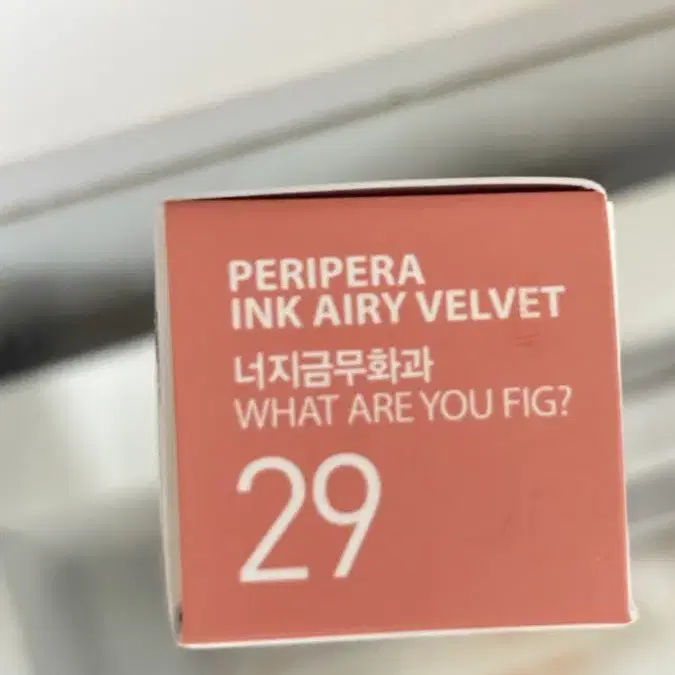 PERIPERA
INK AIRY VELVET
너지금무화과
WHAT ARE YOU FIG?
29